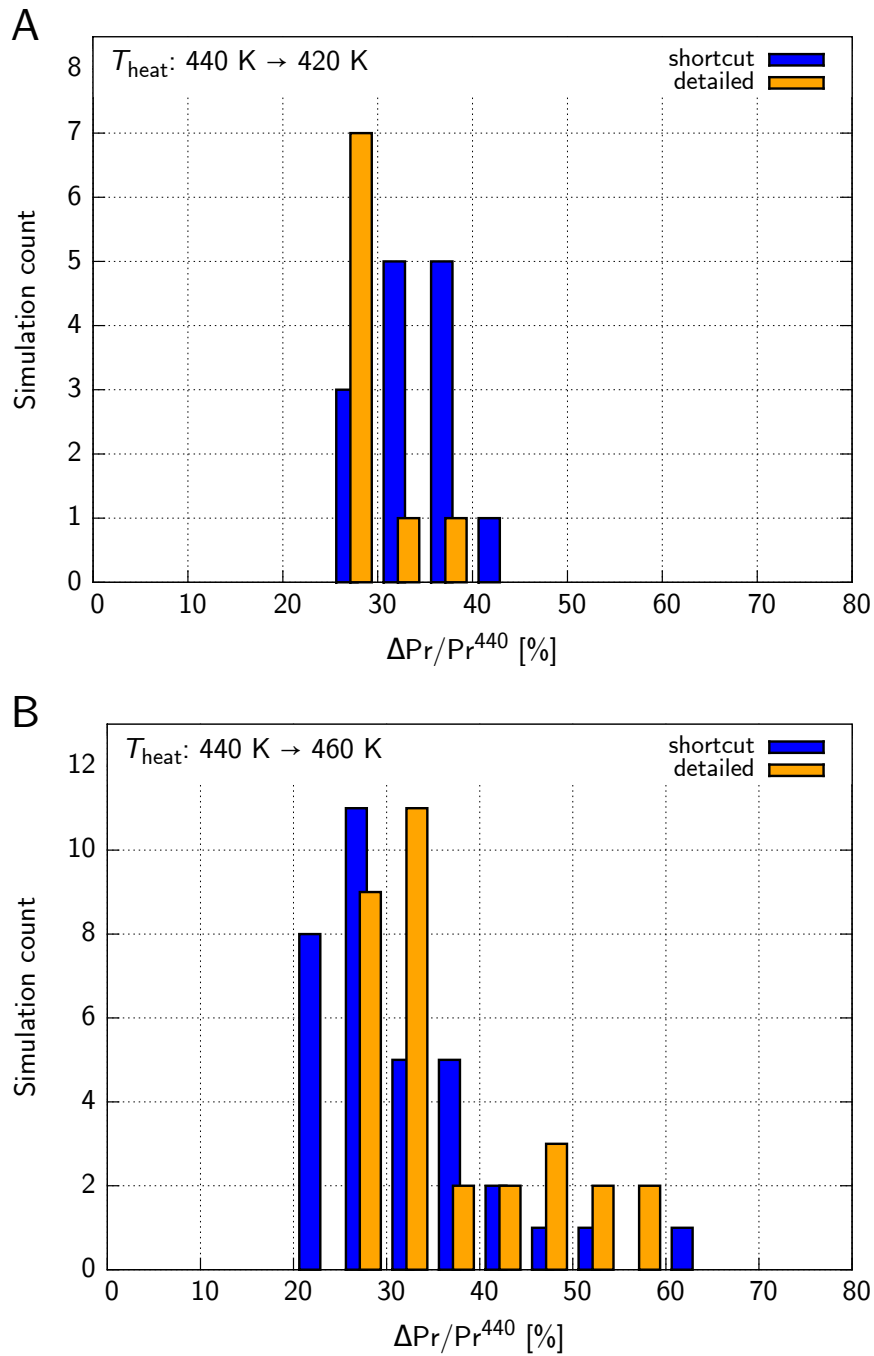 A
T_heat: 440 K → 420 K
shortcut
detailed
8
7
6
5
4
3
2
1
0
Simulation count
0 10 20 30 40 50 60 70 80
ΔPr/Pr^440 [%]
B
T_heat: 440 K → 460 K
shortcut
detailed
12
10
8
6
4
2
0
Simulation count
0 10 20 30 40 50 60 70 80
ΔPr/Pr^440 [%]